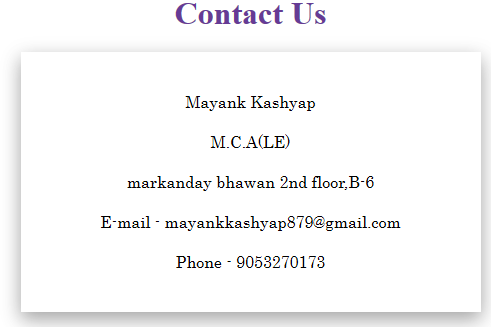 Contact Us
Mayank Kashyap
M.C.A(LE)
markanday bhawan 2nd floor,B-6
E-mail - mayankkashyap879@gmail.com
Phone - 9053270173